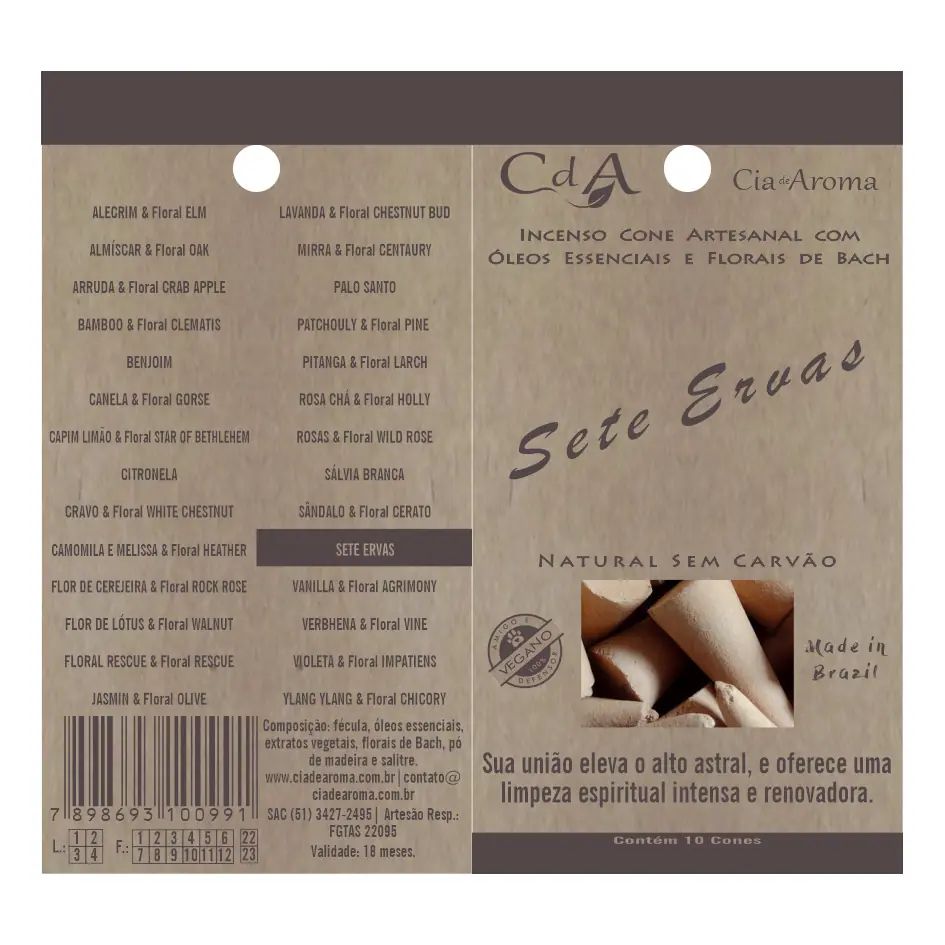 ALECRIM & Floral ELM
ALMÍSCAR & Floral OAK
ARRUDA & Floral CRAB APPLE
BAMBOO & Floral CLEMATIS
BENJOIM
CANELA & Floral GORSE
CAPIM LIMÃO & Floral STAR OF BETHLEHEM
CITRONELA
CRAVO & Floral WHITE CHESTNUT
CAMOMILA E MELISSA & Floral HEATHER
FLOR DE CEREJEIRA & Floral ROCK ROSE
FLOR DE LÓTUS & Floral WALNUT
FLORAL RESCUE & Floral RESCUE
JASMIN & Floral OLIVE
LAVANDA & Floral CHESTNUT BUD
MIRRA & Floral CENTAURY
PALO SANTO
PATCHOULY & Floral PINE
PITANGA & Floral LARCH
ROSA CHÁ & Floral HOLLY
ROSAS & Floral WILD ROSE
SÁLVIA BRANCA
SÂNDALO & Floral CERATO
SETE ERVAS
VANILLA & Floral AGRIMONY
VERBHENA & Floral VINE
VIOLETA & Floral IMPATIENS
YLANG YLANG & Floral CHICORY
7 898693 100991
L.: 1 2
3 4
F.: 1 2 3 4 5 6 22
7 8 9 10 11 12 23
Composição: fécula, óleos essenciais,
extratos vegetais, florais de Bach, pó
de madeira e salitre.
www.ciadearoma.com.br | contato@
ciadearoma.com.br
SAC (51) 3427-2495 | Artesão Resp.:
FGTAS 22095
Validade: 18 meses.
CdA
Cia de Aroma
INCENSO CONE ARTESANAL COM
ÓLEOS ESSENCIAIS E FLORAIS DE BACH
Sete Ervas
NATURAL SEM CARVÃO
AMIGO E
VEGANO
100%
DEFENSOR
Made in
Brazil
Sua união eleva o alto astral, e oferece uma
limpeza espiritual intensa e renovadora.
Contém 10 Cones